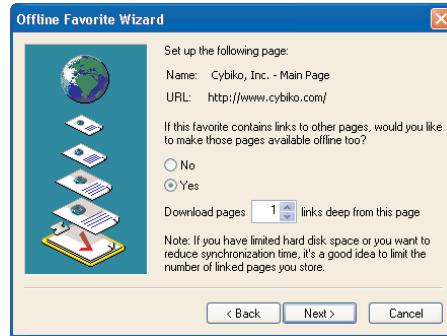 Offline Favorite Wizard
Set up the following page:
Name: Cybiko, Inc. - Main Page
URL: http://www.cybiko.com/
If this favorite contains links to other pages, would you like
to make those pages available offline too?
No
Yes
Download pages 1 links deep from this page
Note: If you have limited hard disk space or you want to
reduce synchronization time, it's a good idea to limit the
number of linked pages you store.
< Back Next > Cancel